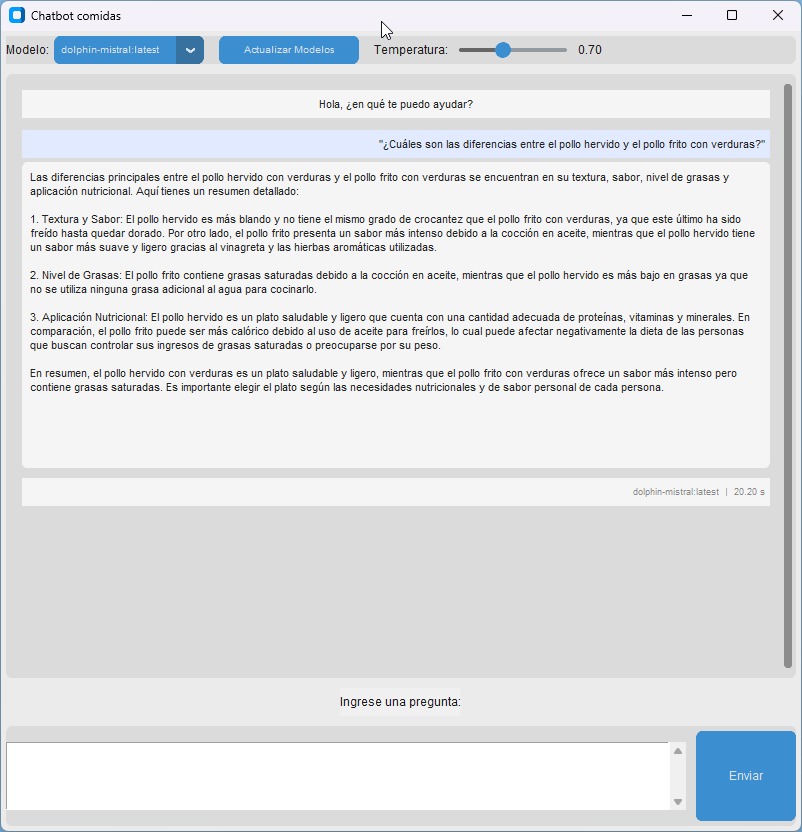 Chatbot comidas
Modelo: dolphin-mistral:latest Actualizar Modelos Temperatura: 0.70
Hola, ¿en qué te puedo ayudar?
"¿Cuáles son las diferencias entre el pollo hervido y el pollo frito con verduras?"
Las diferencias principales entre el pollo hervido con verduras y el pollo frito con verduras se encuentran en su textura, sabor, nivel de grasas y
aplicación nutricional. Aquí tienes un resumen detallado:
1. Textura y Sabor: El pollo hervido es más blando y no tiene el mismo grado de crocantez que el pollo frito con verduras, ya que este último ha sido
freído hasta quedar dorado. Por otro lado, el pollo frito presenta un sabor más intenso debido a la cocción en aceite, mientras que el pollo hervido tiene
un sabor más suave y ligero gracias al vinagreta y las hierbas aromáticas utilizadas.
2. Nivel de Grasas: El pollo frito contiene grasas saturadas debido a la cocción en aceite, mientras que el pollo hervido es más bajo en grasas ya que
no se utiliza ninguna grasa adicional al agua para cocinarlo.
3. Aplicación Nutricional: El pollo hervido es un plato saludable y ligero que cuenta con una cantidad adecuada de proteínas, vitaminas y minerales. En
comparación, el pollo frito puede ser más calórico debido al uso de aceite para freírlos, lo cual puede afectar negativamente la dieta de las personas
que buscan controlar sus ingresos de grasas saturadas o preocuparse por su peso.
En resumen, el pollo hervido con verduras es un plato saludable y ligero, mientras que el pollo frito con verduras ofrece un sabor más intenso pero
contiene grasas saturadas. Es importante elegir el plato según las necesidades nutricionales y de sabor personal de cada persona.
dolphin-mistral:latest | 20.20 s
Ingrese una pregunta:
Enviar